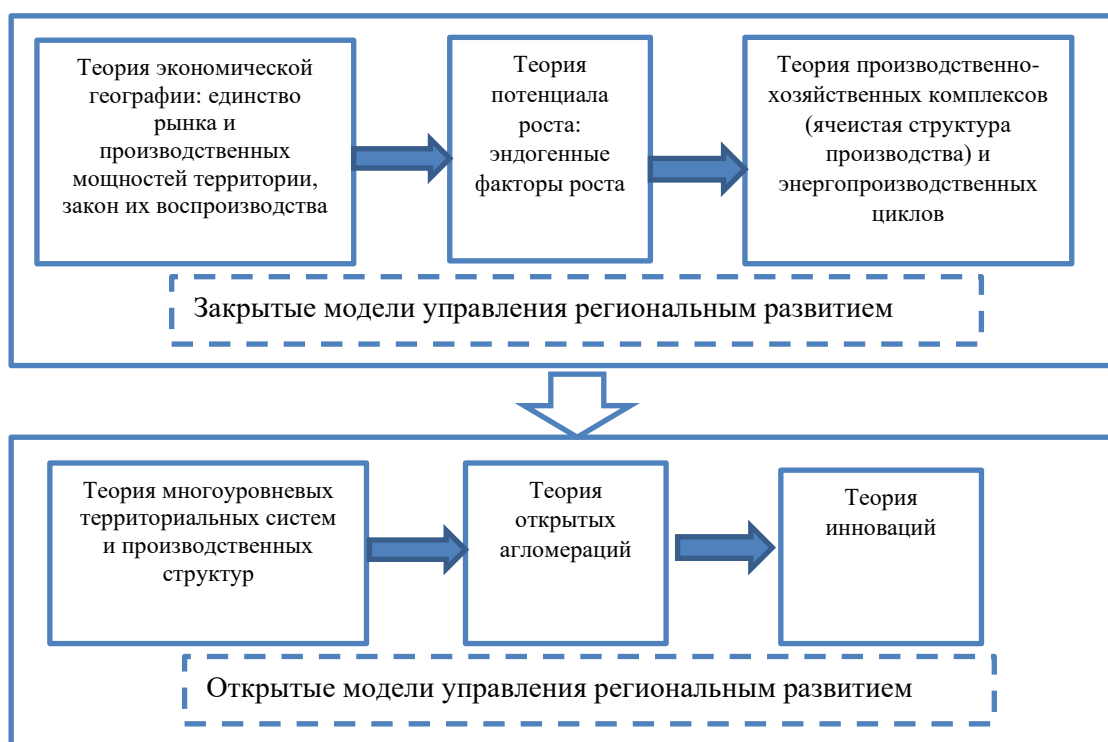 Теория экономической
географии: единство
рынка и
производственных
мощностей территории,
закон их воспроизводства
Теория
потенциала
роста:
эндогенные
факторы роста
Теория производственно-
хозяйственных комплексов
(ячеистая структура
производства) и
энергопроизводственных
циклов
Закрытые модели управления региональным развитием
Теория многоуровневых
территориальных систем
и производственных
структур
Теория
открытых
агломераций
Теория
инноваций
Открытые модели управления региональным развитием